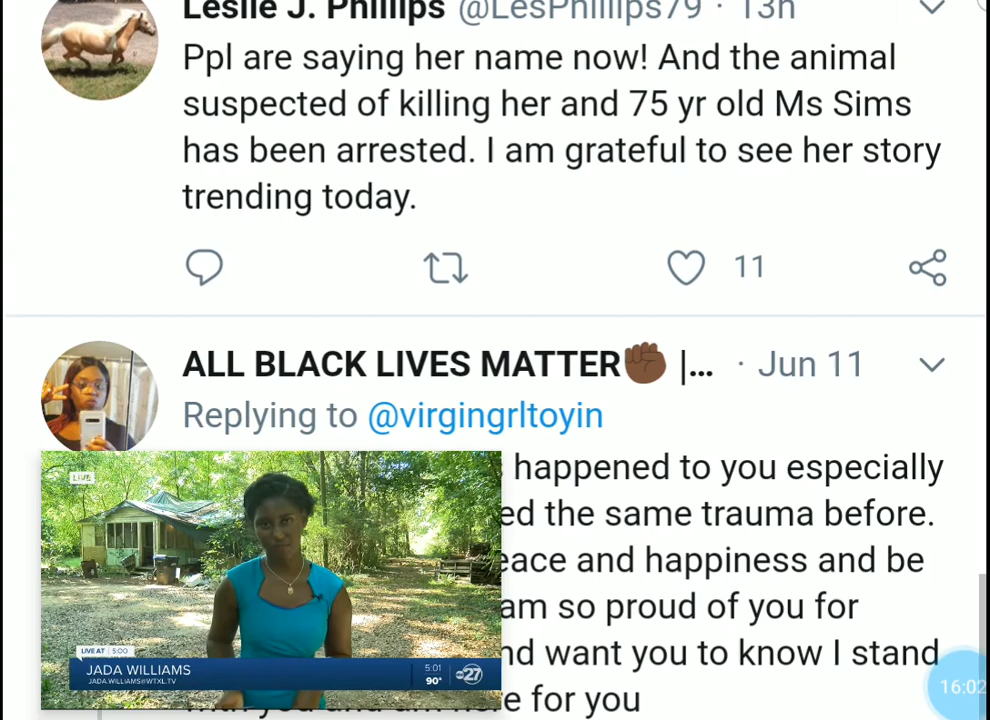 Leslie J. Phillips @LesPhillips79 · 13h
Ppl are saying her name now! And the animal
suspected of killing her and 75 yr old Ms Sims
has been arrested. I am grateful to see her story
trending today.
11
ALL BLACK LIVES MATTER✊🏾 |... · Jun 11
Replying to @virgingrltoyin
happened to you especially
ed the same trauma before.
eace and happiness and be
am so proud of you for
nd want you to know I stand
e for you
LIVE
LIVE AT 5:00
JADA WILLIAMS
JADA.WILLIAMS@WTXL.TV
5:01
90°
abc 27
16:02